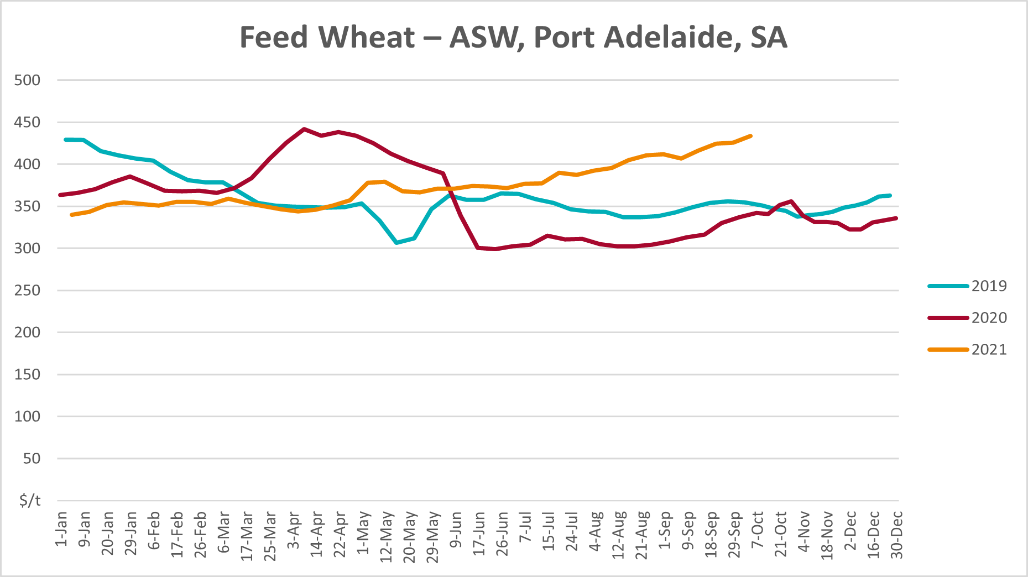 Feed Wheat – ASW, Port Adelaide, SA
500
450
400
350
300
250
200
150
100
50
$/t
1-Jan
9-Jan
20-Jan
29-Jan
6-Feb
17-Feb
26-Feb
6-Mar
17-Mar
25-Mar
3-Apr
14-Apr
22-Apr
1-May
12-May
20-May
29-May
9-Jun
17-Jun
26-Jun
7-Jul
15-Jul
24-Jul
4-Aug
12-Aug
21-Aug
1-Sep
9-Sep
18-Sep
29-Sep
7-Oct
21-Oct
4-Nov
18-Nov
2-Dec
16-Dec
30-Dec
2019
2020
2021